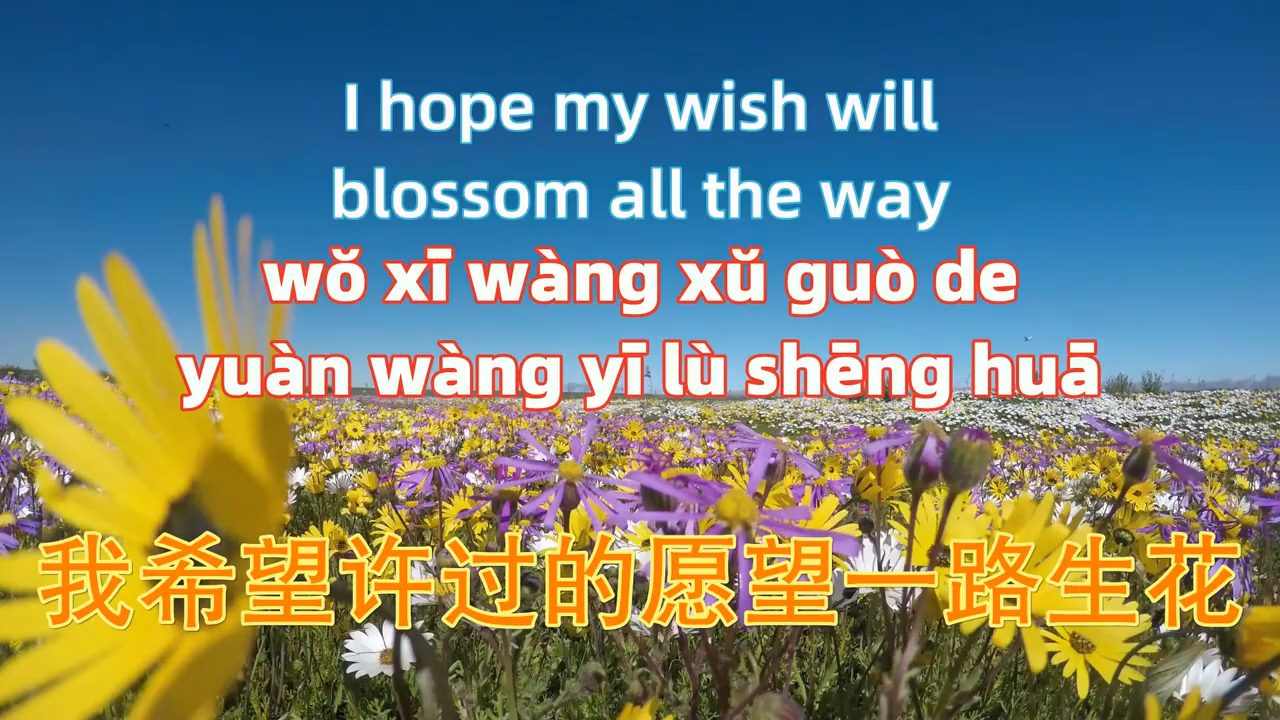 I hope my wish will
blossom all the way
wǒ xī wàng xǔ guò de
yuàn wàng yī lù shēng huā
我希望许过的愿望一路生花